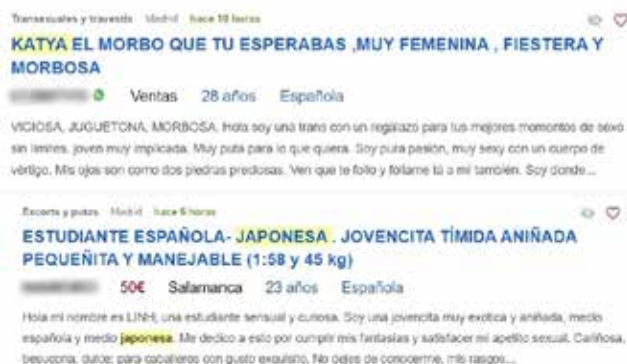 Transexuales y travestis Madrid hace 10 horas
KATYA EL MORBO QUE TU ESPERABAS ,MUY FEMENINA , FIESTERA Y
MORBOSA
Ventas 28 años Española
VICIOSA, JUGUETONA, MORBOSA. Hola soy una trans con un regalazo para tus mejores momentos de sexo
sin limites, joven muy implicada. Muy puta para lo que quiera. Soy pura pasión, muy sexy con un cuerpo de
vértigo. Mis ojos son como dos piedras preciosas. Ven que te follo y fóllame tú a mí también. Soy donde...
Escorts y putas Madrid hace 6 horas
ESTUDIANTE ESPAÑOLA- JAPONESA . JOVENCITA TÍMIDA ANIÑADA
PEQUEÑITA Y MANEJABLE (1:58 y 45 kg)
50€ Salamanca 23 años Española
Hola mi nombre es LINH, una estudiante sensual y curiosa. Soy una jovencita muy exotica y aniñada, medio
española y medio japonesa. Me dedico a esto por cumplir mis fantasias y satisfacer mi apetito sexual. Cariñosa,
besucona, dulce; para caballeros con gusto exquisito. No dejes de conocerme, mis rasgos...